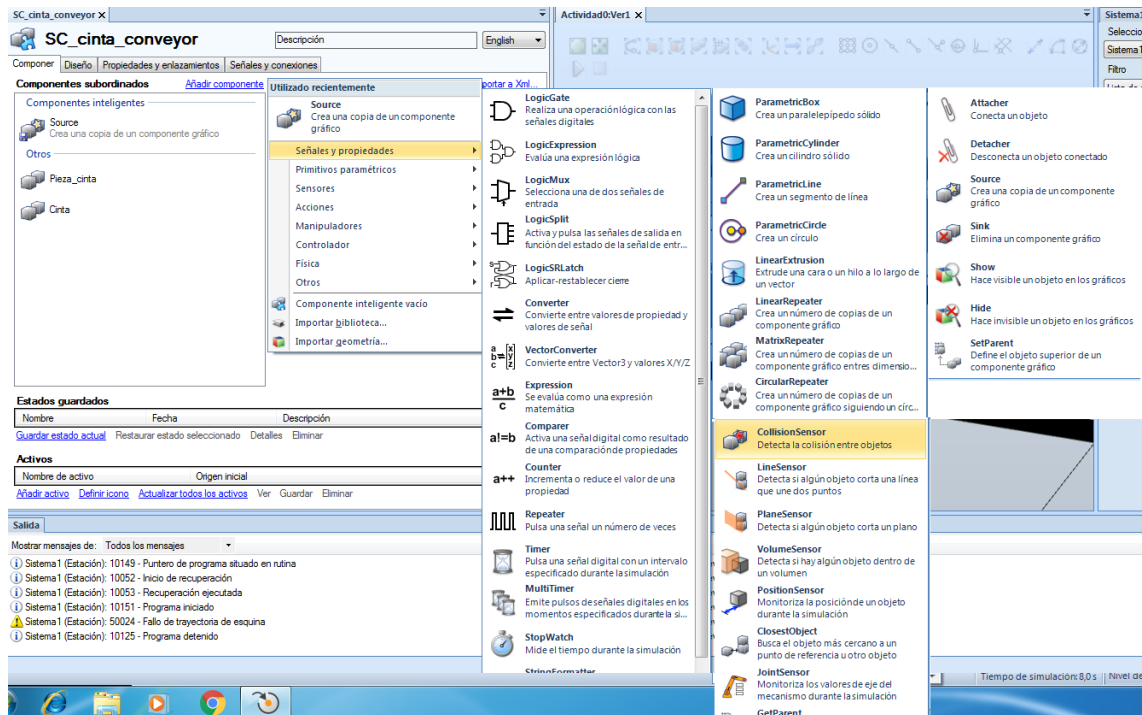 SC_cinta_conveyor X
SC_cinta_conveyor
Descripción
English
Componer Diseño Propiedades y enlazamientos Señales y conexiones
Componentes subordinados
Añadir componente
portar a Xml...
Componentes inteligentes
Source
Crea una copia de un componente gráfico
Otros
Pieza_cinta
Cinta
Estados guardados
Nombre Fecha Descripción
Guardar estado actual Restaurar estado seleccionado Detalles Eliminar
Activos
Nombre de activo Origen inicial
Añadir activo Definir icono Actualizar todos los activos Ver Guardar Eliminar
Salida
Mostrar mensajes de: Todos los mensajes
Sistema1 (Estación): 10149 - Puntero de programa situado en rutina
Sistema1 (Estación): 10052 - Inicio de recuperación
Sistema1 (Estación): 10053 - Recuperación ejecutada
Sistema1 (Estación): 10151 - Programa iniciado
Sistema1 (Estación): 50024 - Fallo de trayectoria de esquina
Sistema1 (Estación): 10125 - Programa detenido
Utilizado recientemente
Source
Crea una copia de un componente
gráfico
Señales y propiedades
Primitivos paramétricos
Sensores
Acciones
Manipuladores
Controlador
Física
Otros
Componente inteligente vacío
Importar biblioteca...
Importar geometría...
LogicGate
Realiza una operación lógica con las
señales digitales
LogicExpression
Evalúa una expresión lógica
LogicMux
Selecciona una de dos señales de
entrada
LogicSplit
Activa y pulsa las señales de salida en
función del estado de la señal de entr...
LogicSRLatch
Aplicar-restablecer cierre
Converter
Convierte entre valores de propiedad y
valores de señal
VectorConverter
Convierte entre Vector3 y valores X/Y/Z
a+b
c
Expression
Se evalúa como una expresión
matemática
a!=b
Comparer
Activa una señal digital como resultado
de una comparación de propiedades
a++
Counter
Incrementa o reduce el valor de una
propiedad
Repeater
Pulsa una señal un número de veces
Timer
Pulsa una señal digital con un intervalo
especificado durante la simulación
MultiTimer
Emite pulsos de señales digitales en los
momentos especificados durante la si...
StopWatch
Mide el tiempo durante la simulación
StringFormatter
Actividad0:Ver1 X
ParametricBox
Crea un paralelepípedo sólido
ParametricCylinder
Crea un cilindro sólido
ParametricLine
Crea un segmento de línea
ParametricCircle
Crea un círculo
LinearExtrusion
Extrude una cara o un hilo a lo largo de
un vector
LinearRepeater
Crea un número de copias de un
componente gráfico
MatrixRepeater
Crea un número de copias de un
componente gráfico en tres dimensio...
CircularRepeater
Crea un número de copias de un
componente gráfico siguiendo un círc...
CollisionSensor
Detecta la colisión entre objetos
LineSensor
Detecta si algún objeto corta una línea
que une dos puntos
PlaneSensor
Detecta si algún objeto corta un plano
VolumeSensor
Detecta si hay algún objeto dentro de
un volumen
PositionSensor
Monitoriza la posición de un objeto
durante la simulación
ClosestObject
Busca el objeto más cercano a un
punto de referencia u otro objeto
JointSensor
Monitoriza los valores de eje del
mecanismo durante la simulación
GetParent
Attacher
Conecta un objeto
Detacher
Desconecta un objeto conectado
Source
Crea una copia de un componente
gráfico
Sink
Elimina un componente gráfico
Show
Hace visible un objeto en los gráficos
Hide
Hace invisible un objeto en los gráficos
SetParent
Define el objeto superior de un
componente gráfico
Sistema1
Seleccio
Sistema1
Filtro
Tiempo de simulación: 8,0 s Nivel de